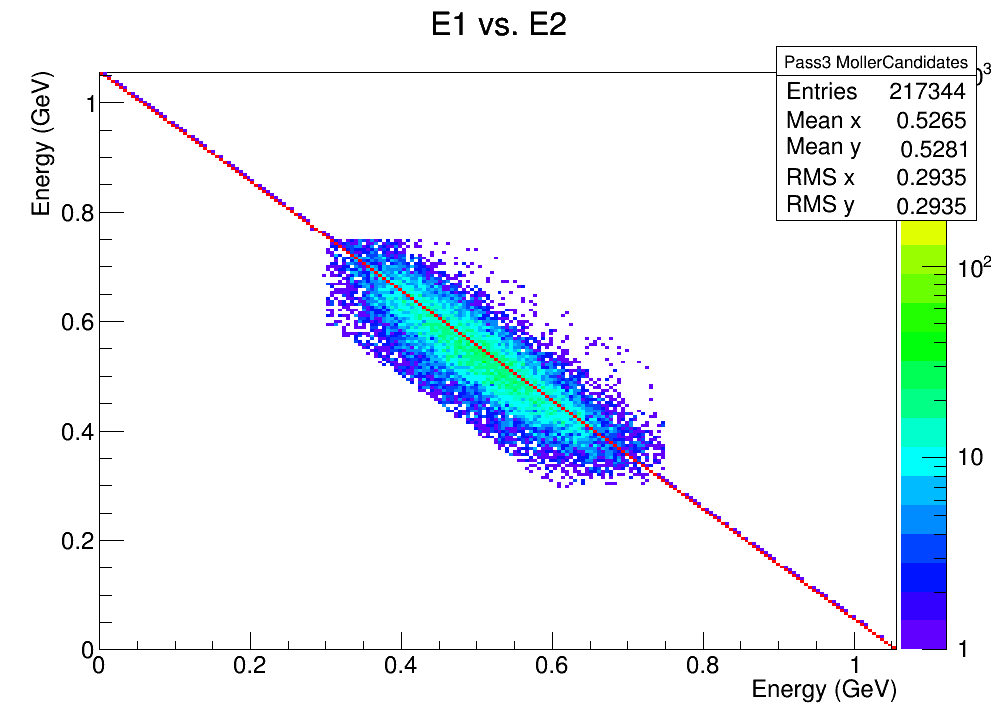 E1 vs. E2
Pass3 MollerCandidates
Entries 217344
Mean x 0.5265
Mean y 0.5281
RMS x 0.2935
RMS y 0.2935
Energy (GeV)
1
0.8
0.6
0.4
0.2
0
0 0.2 0.4 0.6 0.8 1
Energy (GeV)
10²
10
1